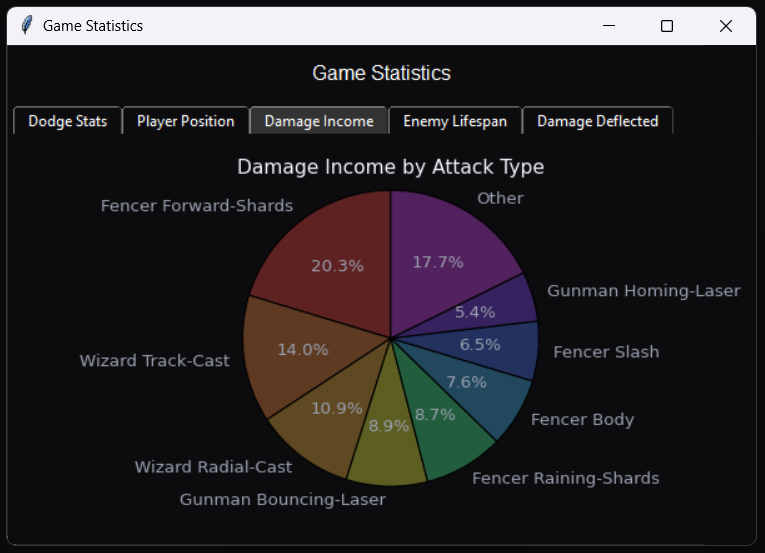 Game Statistics
Game Statistics
Dodge Stats
Player Position
Damage Income
Enemy Lifespan
Damage Deflected
Damage Income by Attack Type
Other
Fencer Forward-Shards
20.3%
17.7%
Gunman Homing-Laser
5.4%
6.5%
Fencer Slash
Wizard Track-Cast
14.0%
7.6%
Fencer Body
10.9%
8.9%
8.7%
Wizard Radial-Cast
Fencer Raining-Shards
Gunman Bouncing-Laser